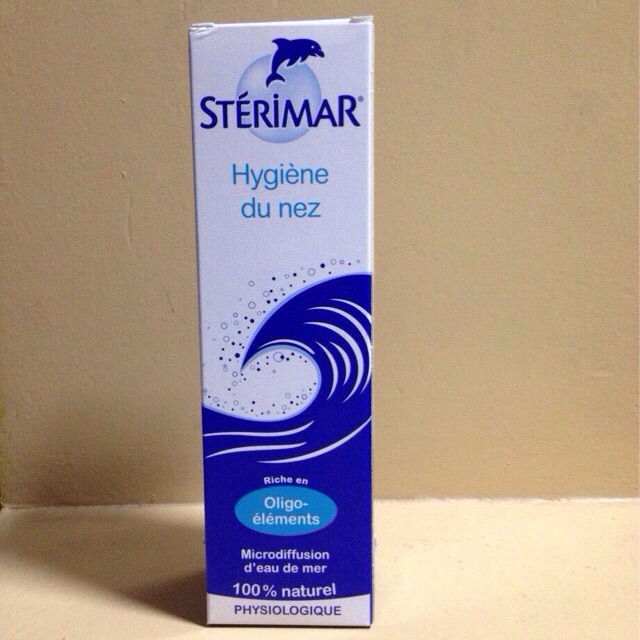 STÉRIMAR®
Hygiène
du nez
Riche en
Oligo-
éléments
Microdiffusion
d'eau de mer
100% naturel
PHYSIOLOGIQUE